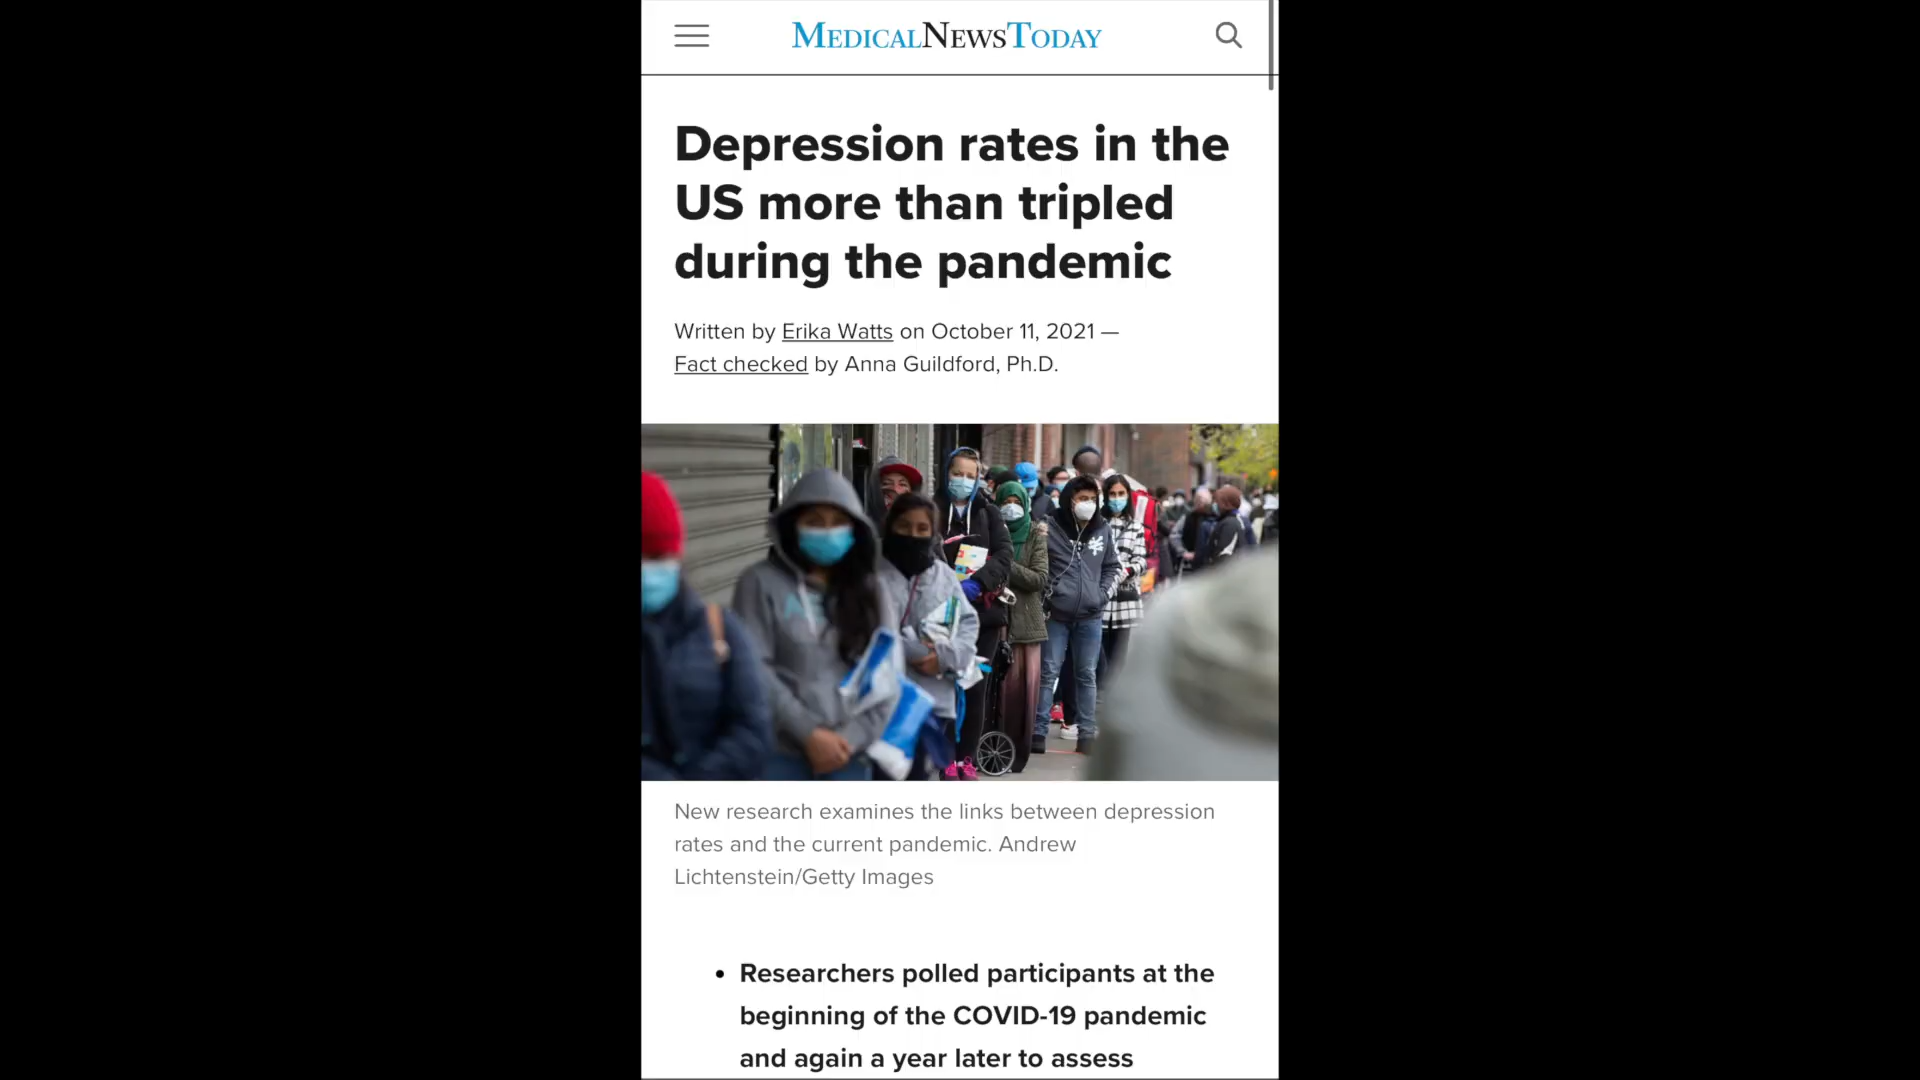 MEDICALNEWSTODAY
Depression rates in the
US more than tripled
during the pandemic
Written by Erika Watts on October 11, 2021 —
Fact checked by Anna Guildford, Ph.D.
New research examines the links between depression
rates and the current pandemic. Andrew
Lichtenstein/Getty Images
• Researchers polled participants at the
beginning of the COVID-19 pandemic
and again a year later to assess